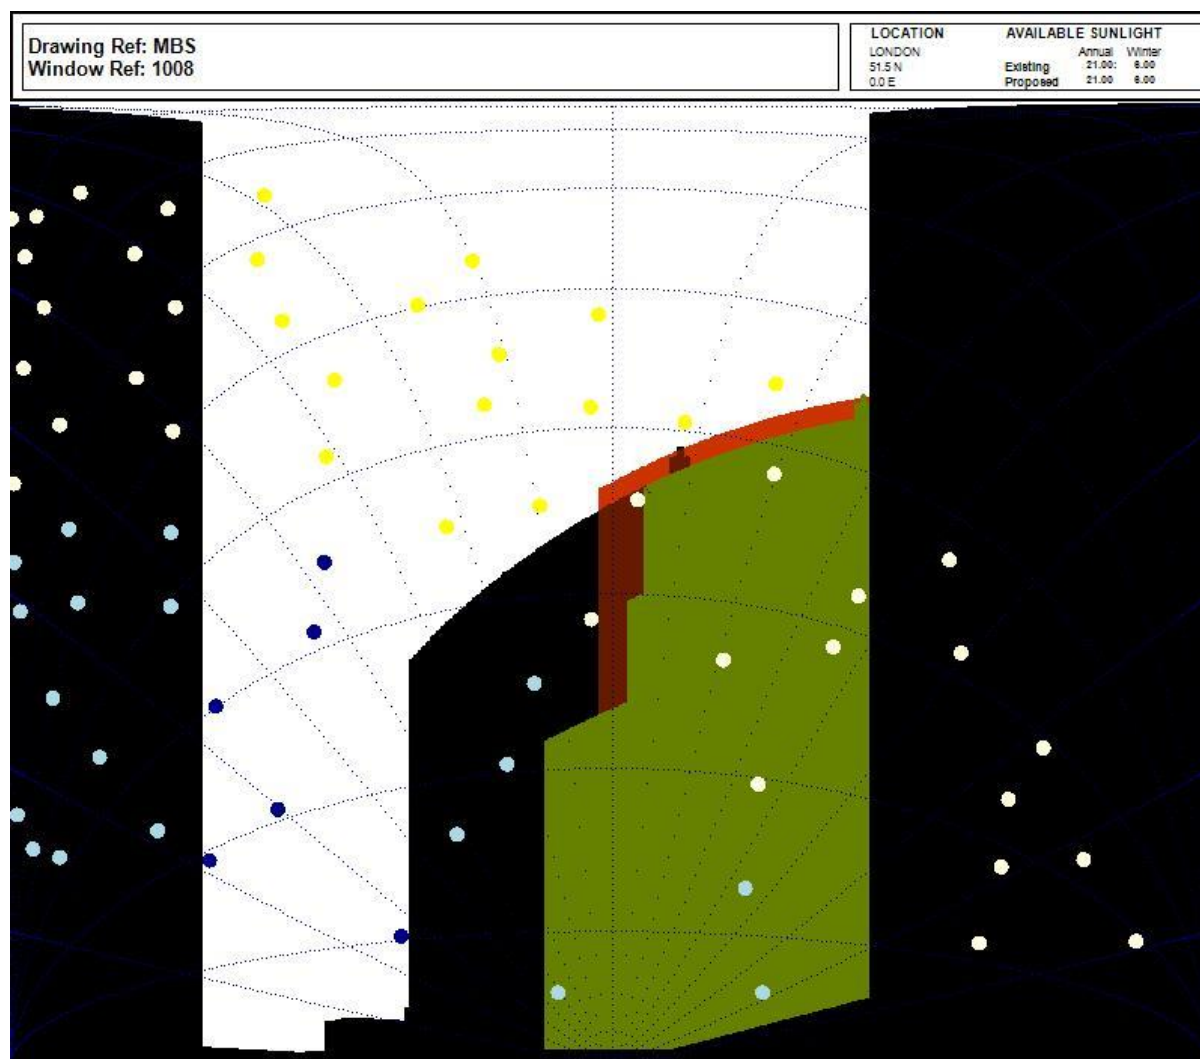 Drawing Ref: MBS
Window Ref: 1008
LOCATION
LONDON
51.5 N
0.0 E
AVAILABLE SUNLIGHT
Annual Winter
Existing 21.00: 6.00
Proposed 21.00 6.00